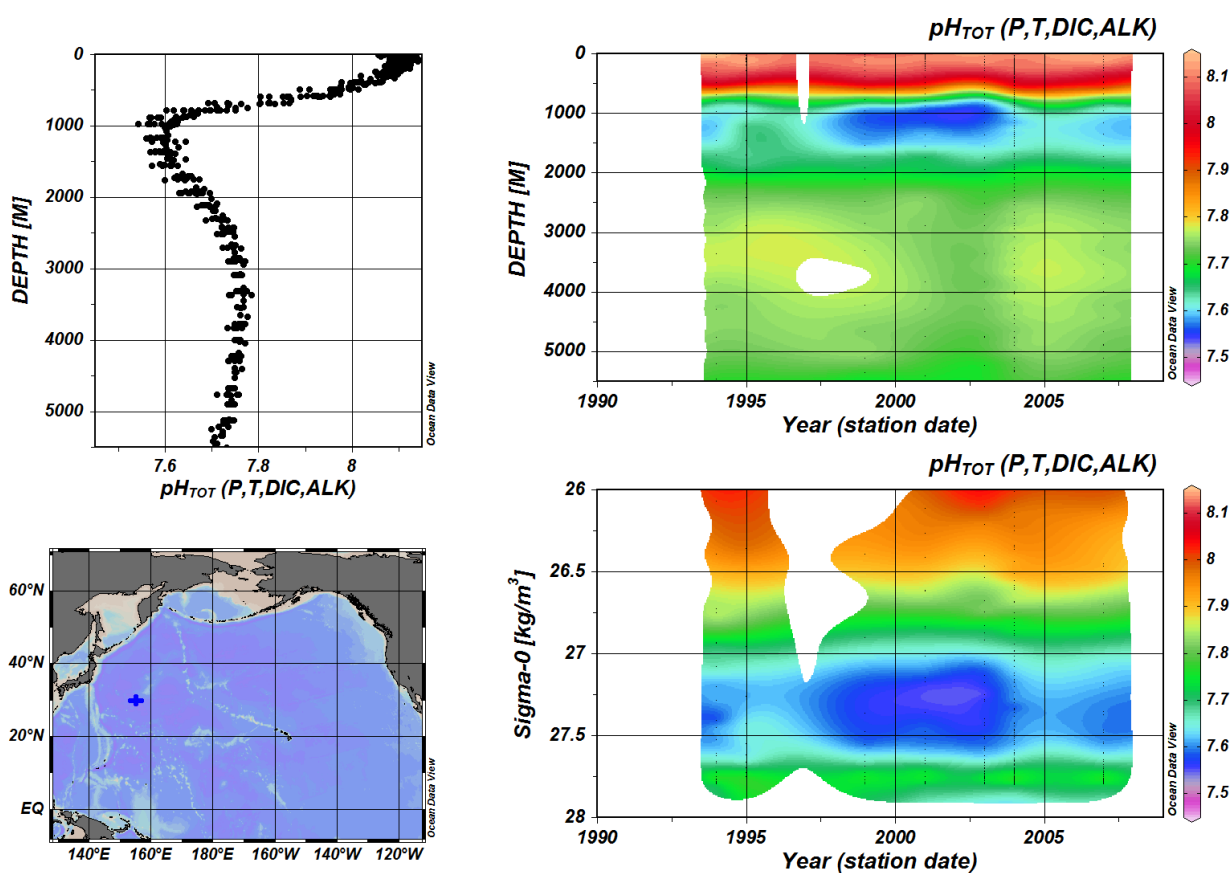 0
1000
2000
3000
4000
5000
DEPTH [M]
7.6 7.8 8
pH_TOT (P,T,DIC,ALK)
Ocean Data View
pH_TOT (P,T,DIC,ALK)
0
1000
2000
3000
4000
5000
DEPTH [M]
1990 1995 2000 2005
Year (station date)
Ocean Data View
8.1
8
7.9
7.8
7.7
7.6
7.5
60°N
40°N
20°N
EQ
140°E 160°E 180°E 160°W 140°W 120°W
Ocean Data View
pH_TOT (P,T,DIC,ALK)
26
26.5
27
27.5
28
Sigma-0 [kg/m³]
1990 1995 2000 2005
Year (station date)
Ocean Data View
8.1
8
7.9
7.8
7.7
7.6
7.5